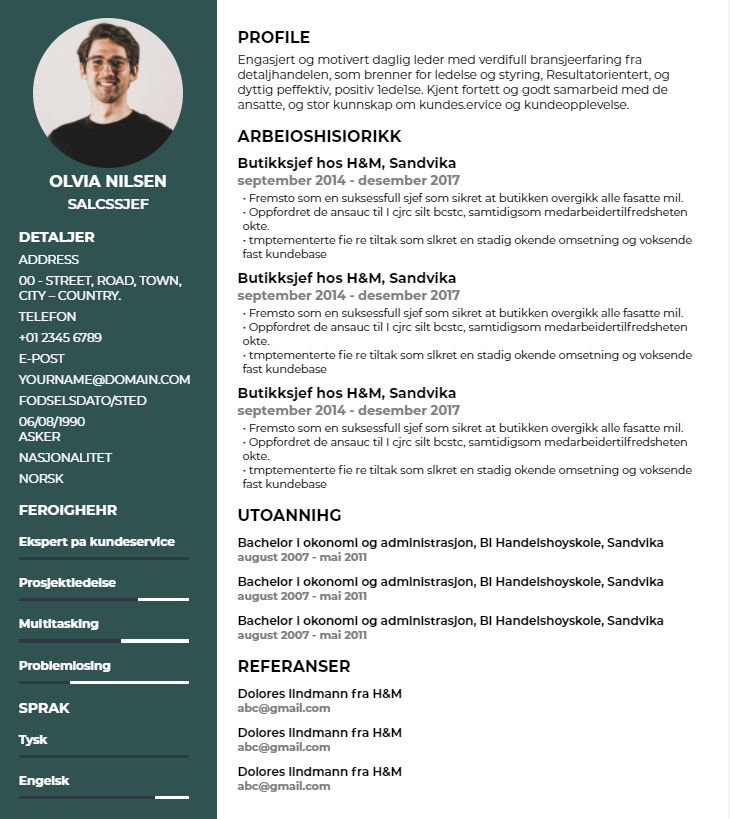 OLVIA NILSEN
SALCSSJEF
DETALJER
ADDRESS
00 - STREET, ROAD, TOWN,
CITY – COUNTRY.
TELEFON
+01 2345 6789
E-POST
YOURNAME@DOMAIN.COM
FODSELSDATO/STED
06/08/1990
ASKER
NASJONALITET
NORSK
FEROIGHEHR
Ekspert pa kundeservice
Prosjektledelse
Multitasking
Problemlosing
SPRAK
Tysk
Engelsk
PROFILE
Engasjert og motivert daglig leder med verdifull bransjeerfaring fra
detaljhandelen, som brenner for ledelse og styring, Resultatorientert, og
dyttig peffektiv, positiv 1ede1se. Kjent fortett og godt samarbeid med de
ansatte, og stor kunnskap om kundes.ervice og kundeopplevelse.
ARBEIOSHISIORIKK
Butikksjef hos H&M, Sandvika
september 2014 - desember 2017
• Fremsto som en suksessfull sjef som sikret at butikken overgikk alle fasatte mil.
• Oppfordret de ansauc til I cjrc silt bcstc, samtidigsom medarbeidertilfredsheten
okte.
• tmptementerte fie re tiltak som slkret en stadig okende omsetning og voksende
fast kundebase
Butikksjef hos H&M, Sandvika
september 2014 - desember 2017
• Fremsto som en suksessfull sjef som sikret at butikken overgikk alle fasatte mil.
• Oppfordret de ansauc til I cjrc silt bcstc, samtidigsom medarbeidertilfredsheten
okte.
• tmptementerte fie re tiltak som slkret en stadig okende omsetning og voksende
fast kundebase
Butikksjef hos H&M, Sandvika
september 2014 - desember 2017
• Fremsto som en suksessfull sjef som sikret at butikken overgikk alle fasatte mil.
• Oppfordret de ansauc til I cjrc silt bcstc, samtidigsom medarbeidertilfredsheten
okte.
• tmptementerte fie re tiltak som slkret en stadig okende omsetning og voksende
fast kundebase
UTOANNIHG
Bachelor i okonomi og administrasjon, BI Handelshoyskole, Sandvika
august 2007 - mai 2011
Bachelor i okonomi og administrasjon, BI Handelshoyskole, Sandvika
august 2007 - mai 2011
Bachelor i okonomi og administrasjon, BI Handelshoyskole, Sandvika
august 2007 - mai 2011
REFERANSER
Dolores lindmann fra H&M
abc@gmail.com
Dolores lindmann fra H&M
abc@gmail.com
Dolores lindmann fra H&M
abc@gmail.com